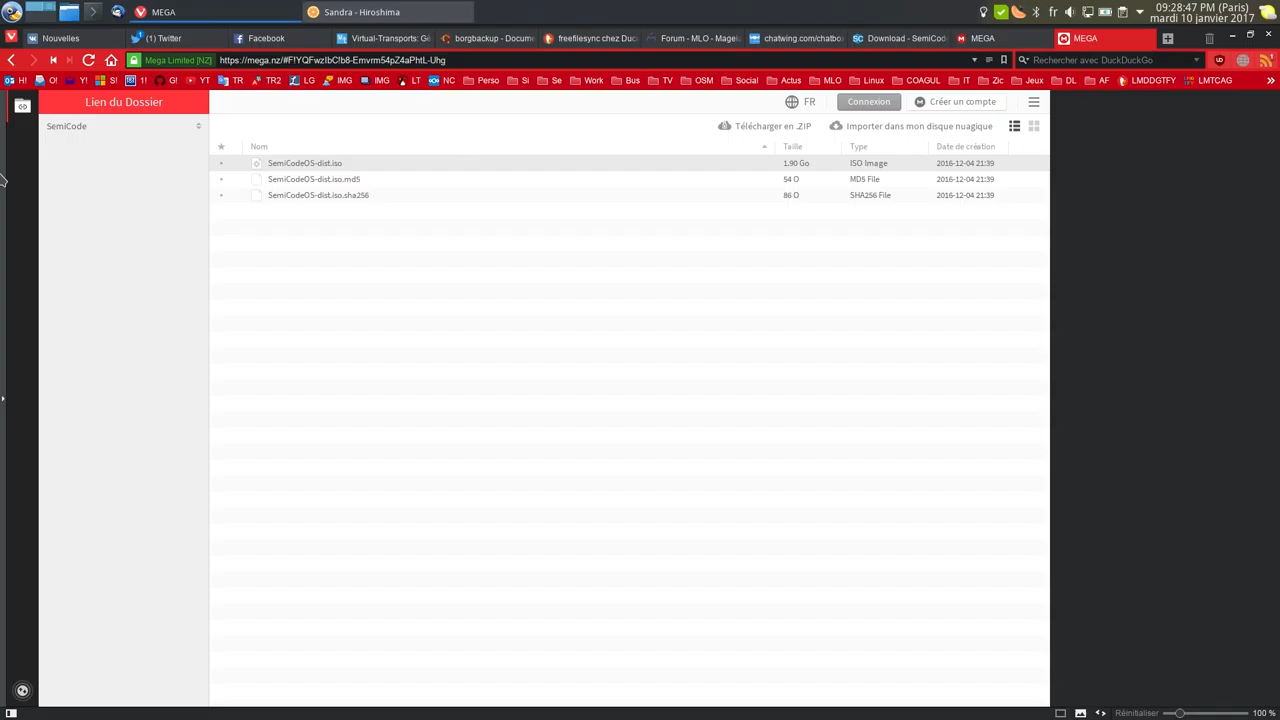 MEGA
Sandra - Hiroshima
fr
09:28:47 PM (Paris)
mardi 10 janvier 2017
Nouvelles
(1) Twitter
Facebook
Virtual-Transports: Gé
borgbackup - Docume
freefilesync chez Duc
Forum - MLO - Magel
chatwing.com/chatbo
Download - SemiCod
MEGA
MEGA
Mega Limited [NZ]
https://mega.nz/#F!YQFwzIbC!b8-Emvrm54pZ4aPhtL-Uhg
Rechercher avec DuckDuckGo
H!
O!
Y!
S!
1!
G!
YT
TR
TR2
LG
IMG
IMG
LT
NC
Perso
Si
Se
Work
Bus
TV
OSM
Social
Actus
MLO
Linux
COAGUL
IT
Zic
Jeux
DL
AF
LMDDGTFY
LMTCAG
Lien du Dossier
FR
Connexion
Créer un compte
SemiCode
Télécharger en .ZIP
Importer dans mon disque nuagique
Nom
Taille
Type
Date de création
SemiCodeOS-dist.iso
1.90 Go
ISO Image
2016-12-04 21:39
SemiCodeOS-dist.iso.md5
54 O
MD5 File
2016-12-04 21:39
SemiCodeOS-dist.iso.sha256
86 O
SHA256 File
2016-12-04 21:39
Réinitialiser
100 %